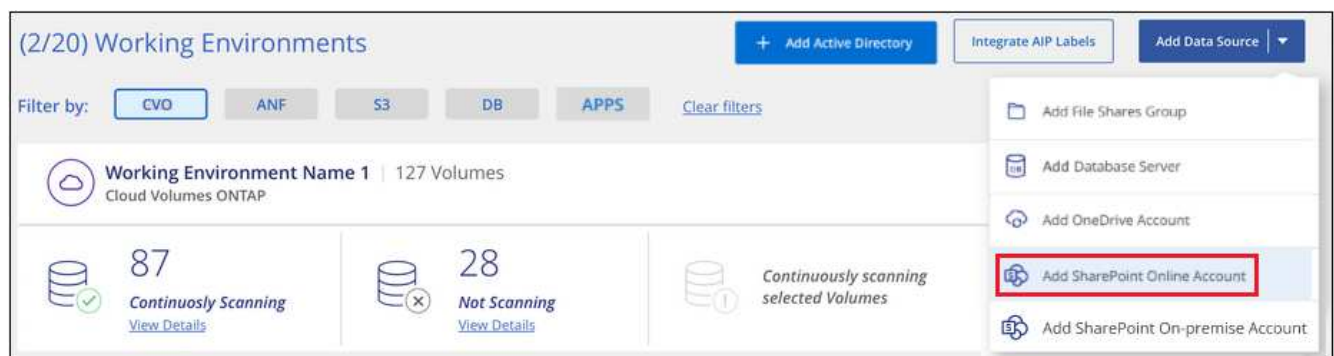 (2/20) Working Environments
+ Add Active Directory
Integrate AIP Labels
Add Data Source
Filter by:
CVO
ANF
S3
DB
APPS
Clear filters
Add File Shares Group
Working Environment Name 1 | 127 Volumes
Cloud Volumes ONTAP
Add Database Server
Add OneDrive Account
87
Continuosly Scanning
View Details
28
Not Scanning
View Details
Continuously scanning
selected Volumes
Add SharePoint Online Account
Add SharePoint On-premise Account